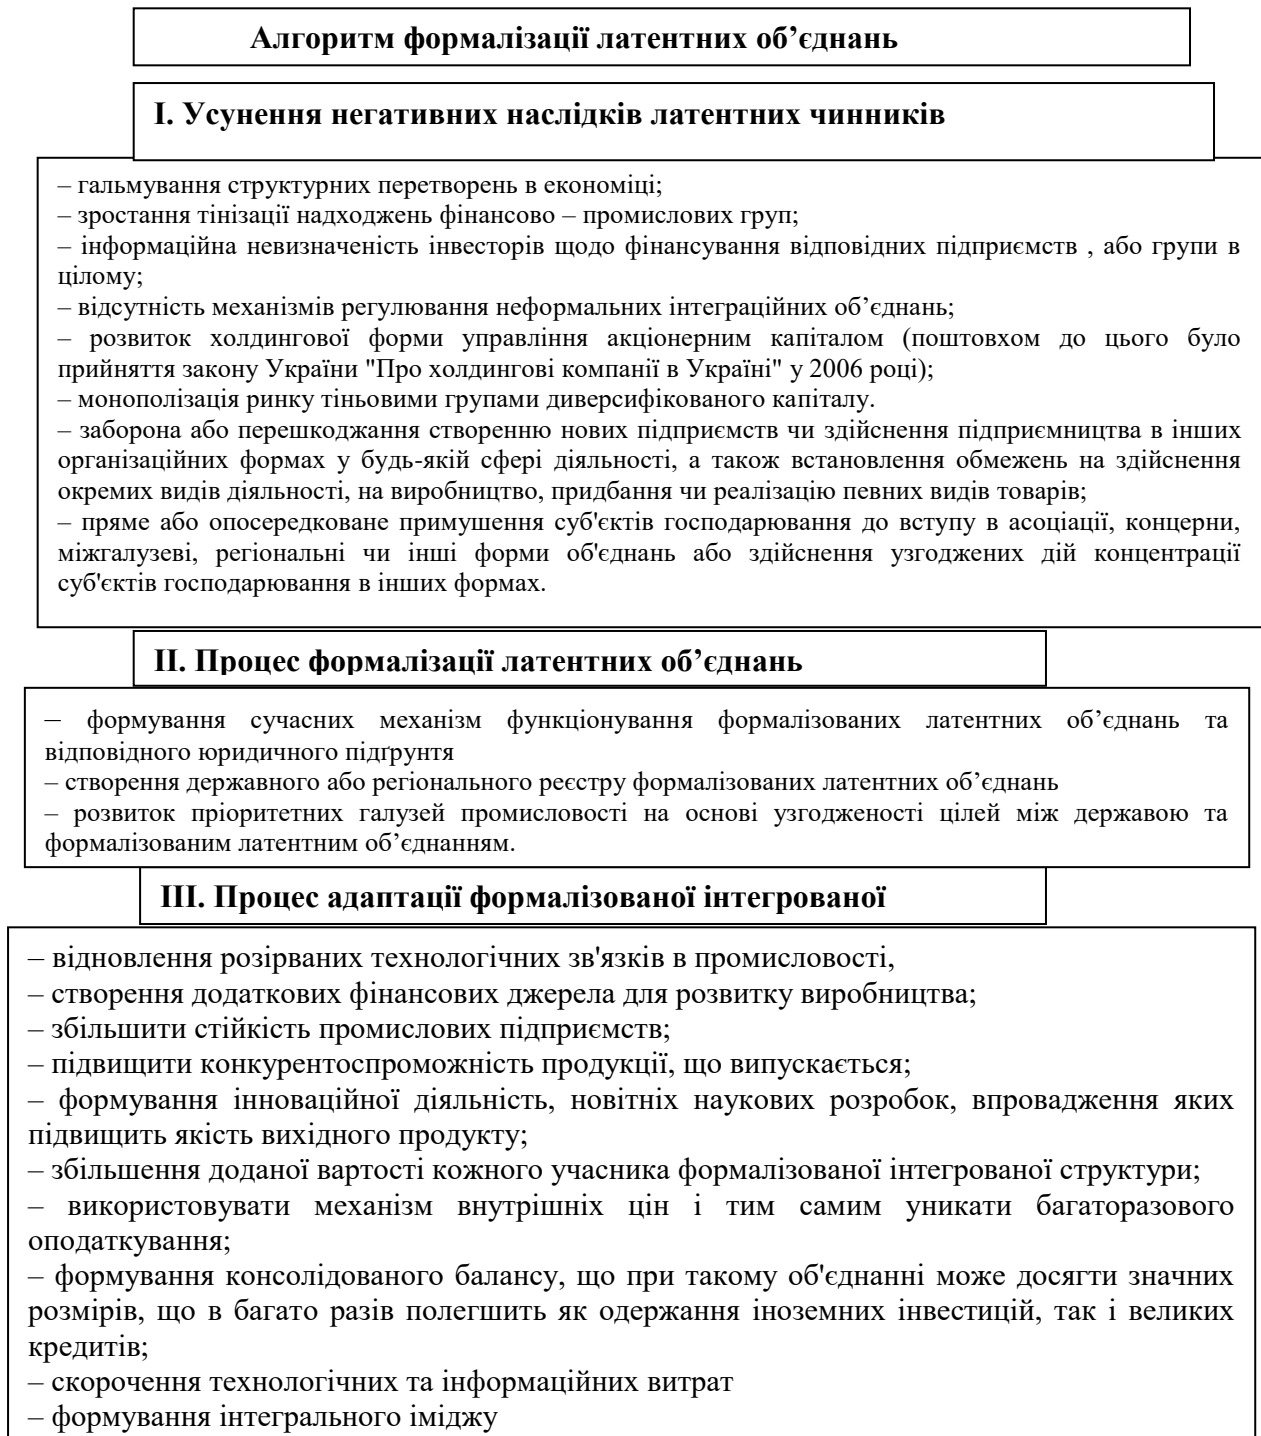 Алгоритм формалізації латентних об’єднань
І. Усунення негативних наслідків латентних чинників
– гальмування структурних перетворень в економіці;
– зростання тінізації надходжень фінансово – промислових груп;
– інформаційна невизначеність інвесторів щодо фінансування відповідних підприємств , або групи в
цілому;
– відсутність механізмів регулювання неформальних інтеграційних об’єднань;
– розвиток холдингової форми управління акціонерним капіталом (поштовхом до цього було
прийняття закону України "Про холдингові компанії в Україні" у 2006 році);
– монополізація ринку тіньовими групами диверсифікованого капіталу.
– заборона або перешкоджання створенню нових підприємств чи здійснення підприємництва в інших
організаційних формах у будь-якій сфері діяльності, а також встановлення обмежень на здійснення
окремих видів діяльності, на виробництво, придбання чи реалізацію певних видів товарів;
– пряме або опосередковане примушення суб'єктів господарювання до вступу в асоціації, концерни,
міжгалузеві, регіональні чи інші форми об'єднань або здійснення узгоджених дій концентрації
суб'єктів господарювання в інших формах.
ІІ. Процес формалізації латентних об’єднань
– формування сучасних механізм функціонування формалізованих латентних об’єднань та
відповідного юридичного підґрунтя
– створення державного або регіонального реєстру формалізованих латентних об’єднань
– розвиток пріоритетних галузей промисловості на основі узгодженості цілей між державою та
формалізованим латентним об’єднанням.
ІІІ. Процес адаптації формалізованої інтегрованої
– відновлення розірваних технологічних зв'язків в промисловості,
– створення додаткових фінансових джерела для розвитку виробництва;
– збільшити стійкість промислових підприємств;
– підвищити конкурентоспроможність продукції, що випускається;
– формування інноваційної діяльність, новітніх наукових розробок, впровадження яких
підвищить якість вихідного продукту;
– збільшення доданої вартості кожного учасника формалізованої інтегрованої структури;
– використовувати механізм внутрішніх цін і тим самим уникати багаторазового
оподаткування;
– формування консолідованого балансу, що при такому об'єднанні може досягти значних
розмірів, що в багато разів полегшить як одержання іноземних інвестицій, так і великих
кредитів;
– скорочення технологічних та інформаційних витрат
– формування інтегрального іміджу